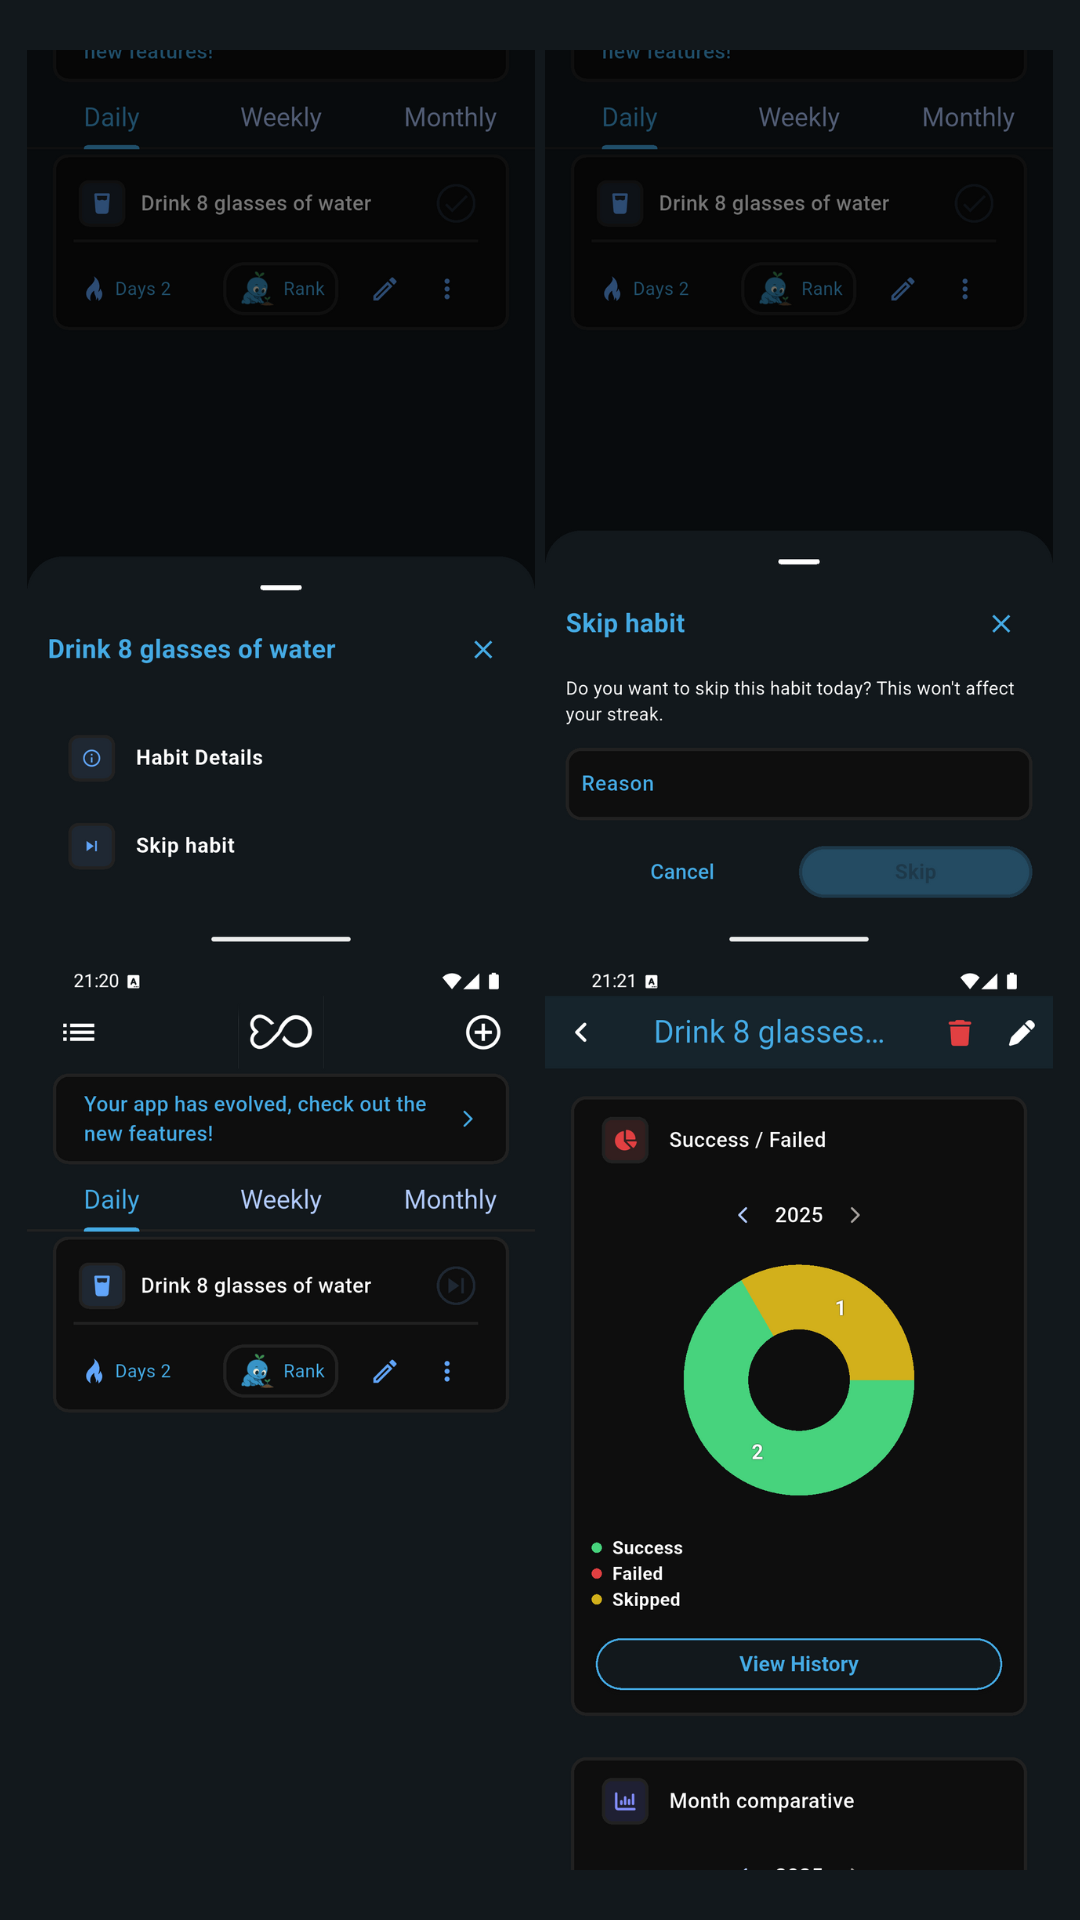 new features!
Daily Weekly Monthly
Drink 8 glasses of water
Days 2 Rank
Drink 8 glasses of water
Habit Details
Skip habit
new features!
Daily Weekly Monthly
Drink 8 glasses of water
Days 2 Rank
Skip habit
Do you want to skip this habit today? This won't affect
your streak.
Reason
Cancel Skip
21:20 A
Your app has evolved, check out the
new features!
Daily Weekly Monthly
Drink 8 glasses of water
Days 2 Rank
21:21 A
Drink 8 glasses...
Success / Failed
2025
1
2
Success
Failed
Skipped
View History
Month comparative